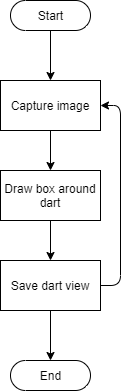 Start
Capture image
Draw box around
dart
Save dart view
End